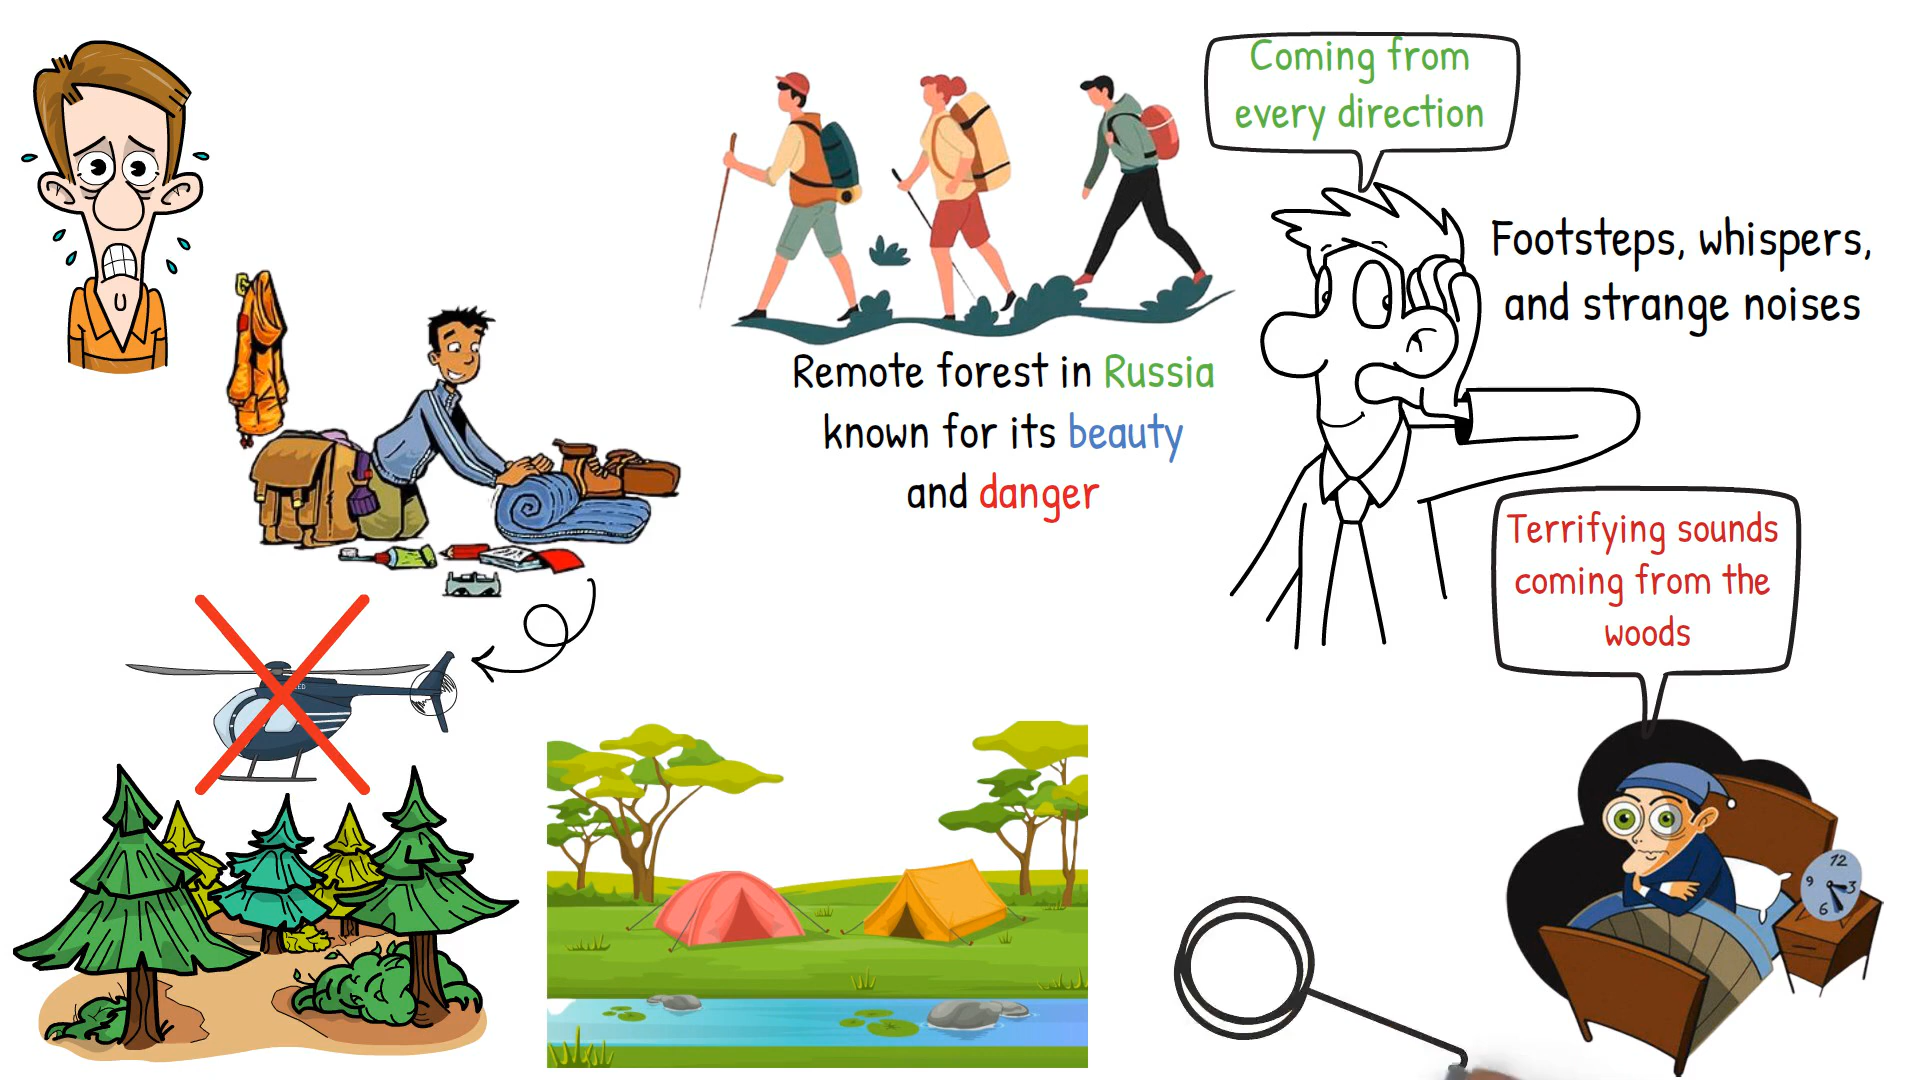 Coming from
every direction
Footsteps, whispers,
and strange noises
Remote forest in Russia
known for its beauty
and danger
Terrifying sounds
coming from the
woods
12
9 3
6